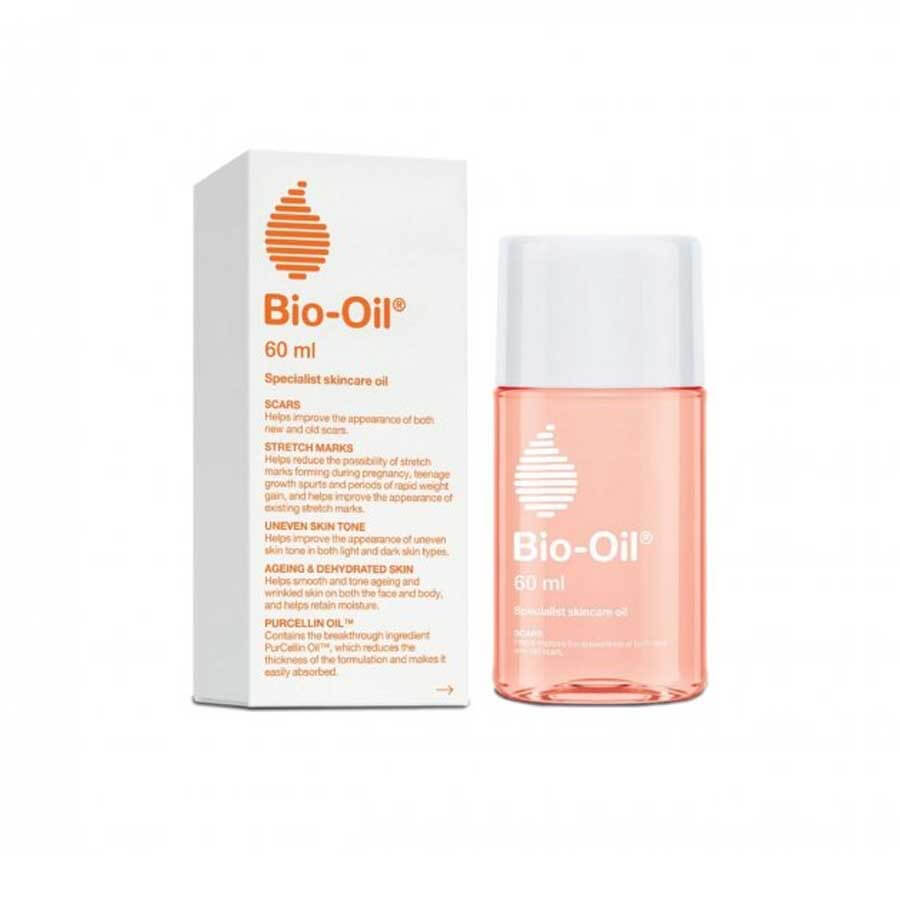 Bio-Oil®
60 ml
Specialist skincare oil
SCARS
Helps improve the appearance of both
new and old scars.
STRETCH MARKS
Helps reduce the possibility of stretch
marks forming during pregnancy, teenage
growth spurts and periods of rapid weight
gain, and helps improve the appearance of
existing stretch marks.
UNEVEN SKIN TONE
Helps improve the appearance of uneven
skin tone in both light and dark skin types.
AGEING & DEHYDRATED SKIN
Helps smooth and tone ageing and
wrinkled skin on both the face and body,
and helps retain moisture.
PURCELLIN OIL™
Contains the breakthrough ingredient
PurCellin Oil™, which reduces the
thickness of the formulation and makes it
easily absorbed.
Bio-Oil®
60 ml
Specialist skincare oil
SCARS